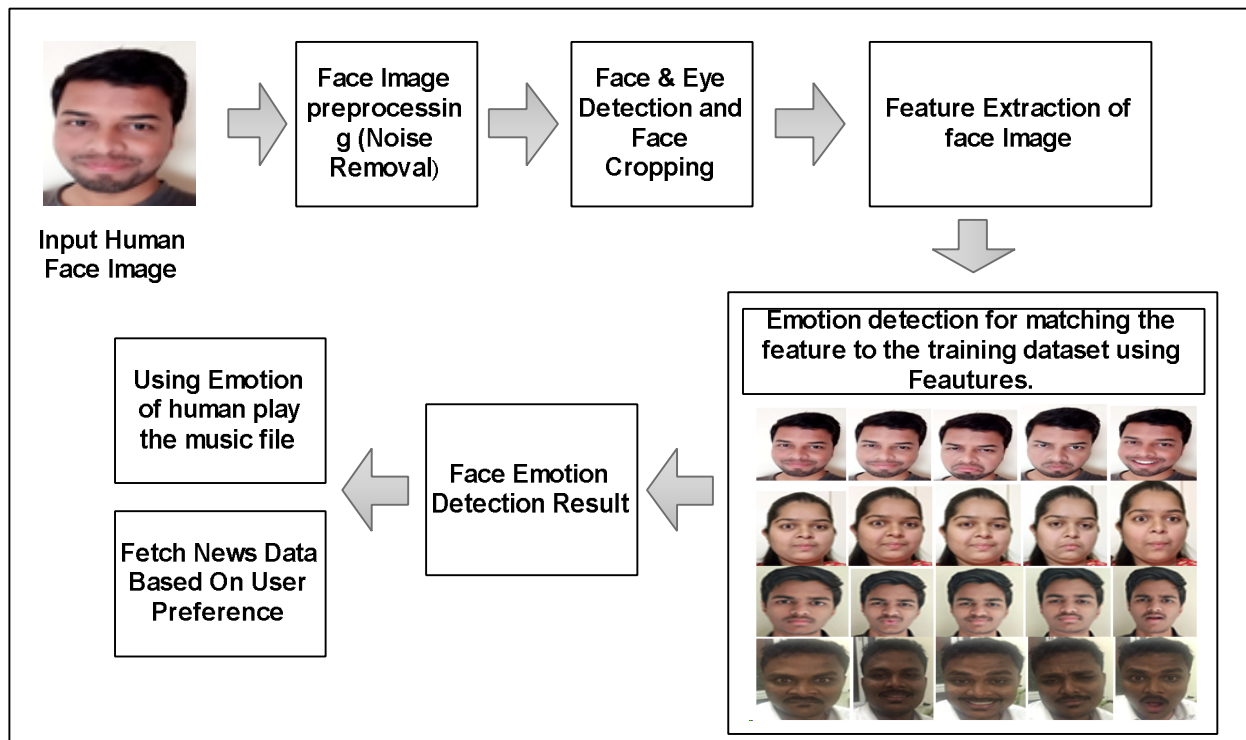 Input Human
Face Image
Face Image
preprocessin
g (Noise
Removal)
Face & Eye
Detection and
Face
Cropping
Feature Extraction of
face Image
Emotion detection for matching the
feature to the training dataset using
Feautures.
Face Emotion
Detection Result
Using Emotion
of human play
the music file
Fetch News Data
Based On User
Preference